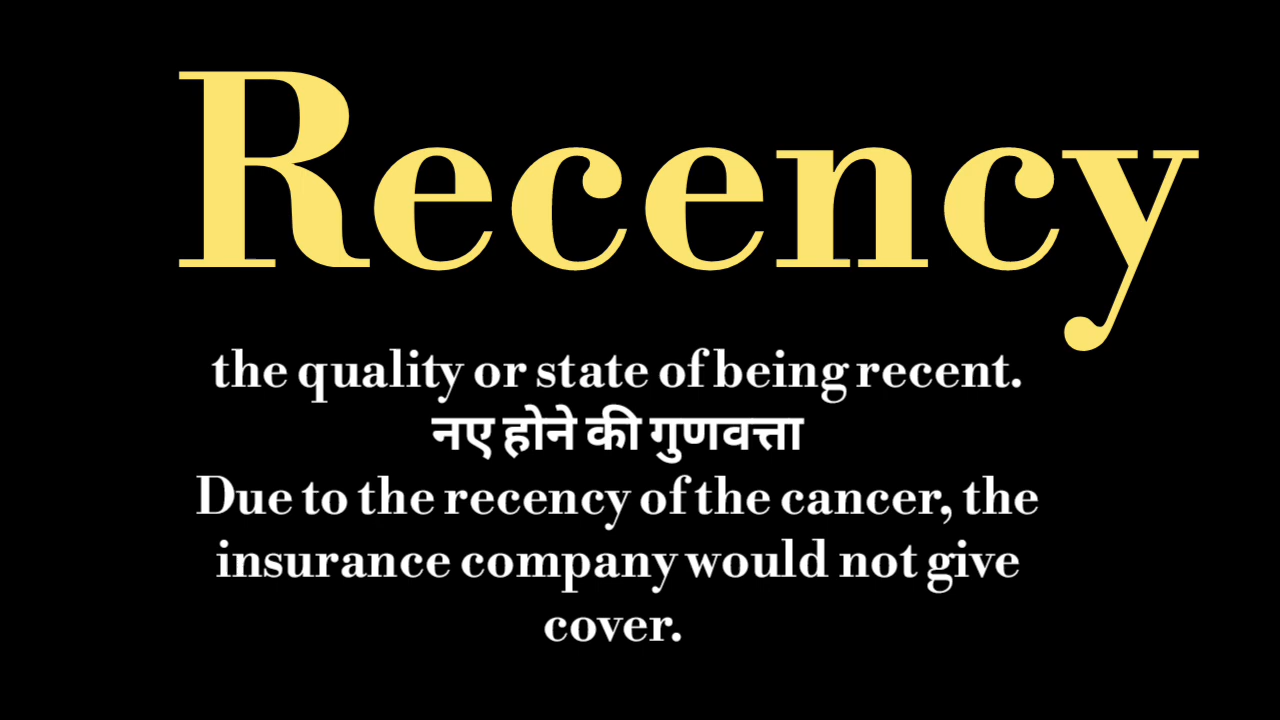 Recency
the quality or state of being recent.
नए होने की गुणवत्ता
Due to the recency of the cancer, the
insurance company would not give
cover.